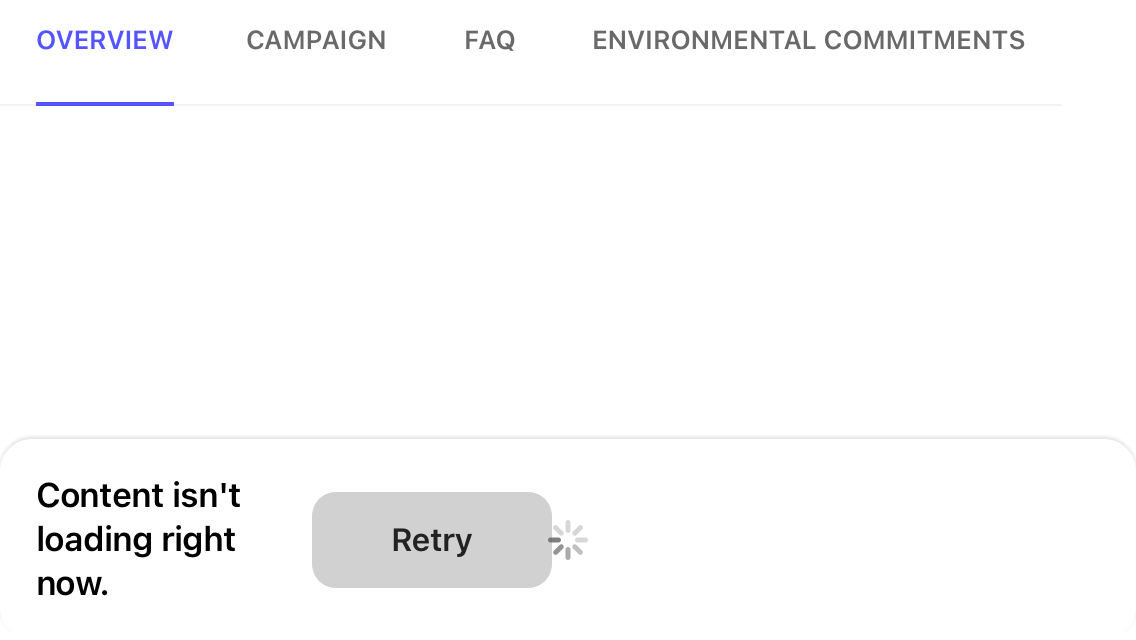 OVERVIEW CAMPAIGN FAQ ENVIRONMENTAL COMMITMENTS
Content isn't
loading right
now.
Retry